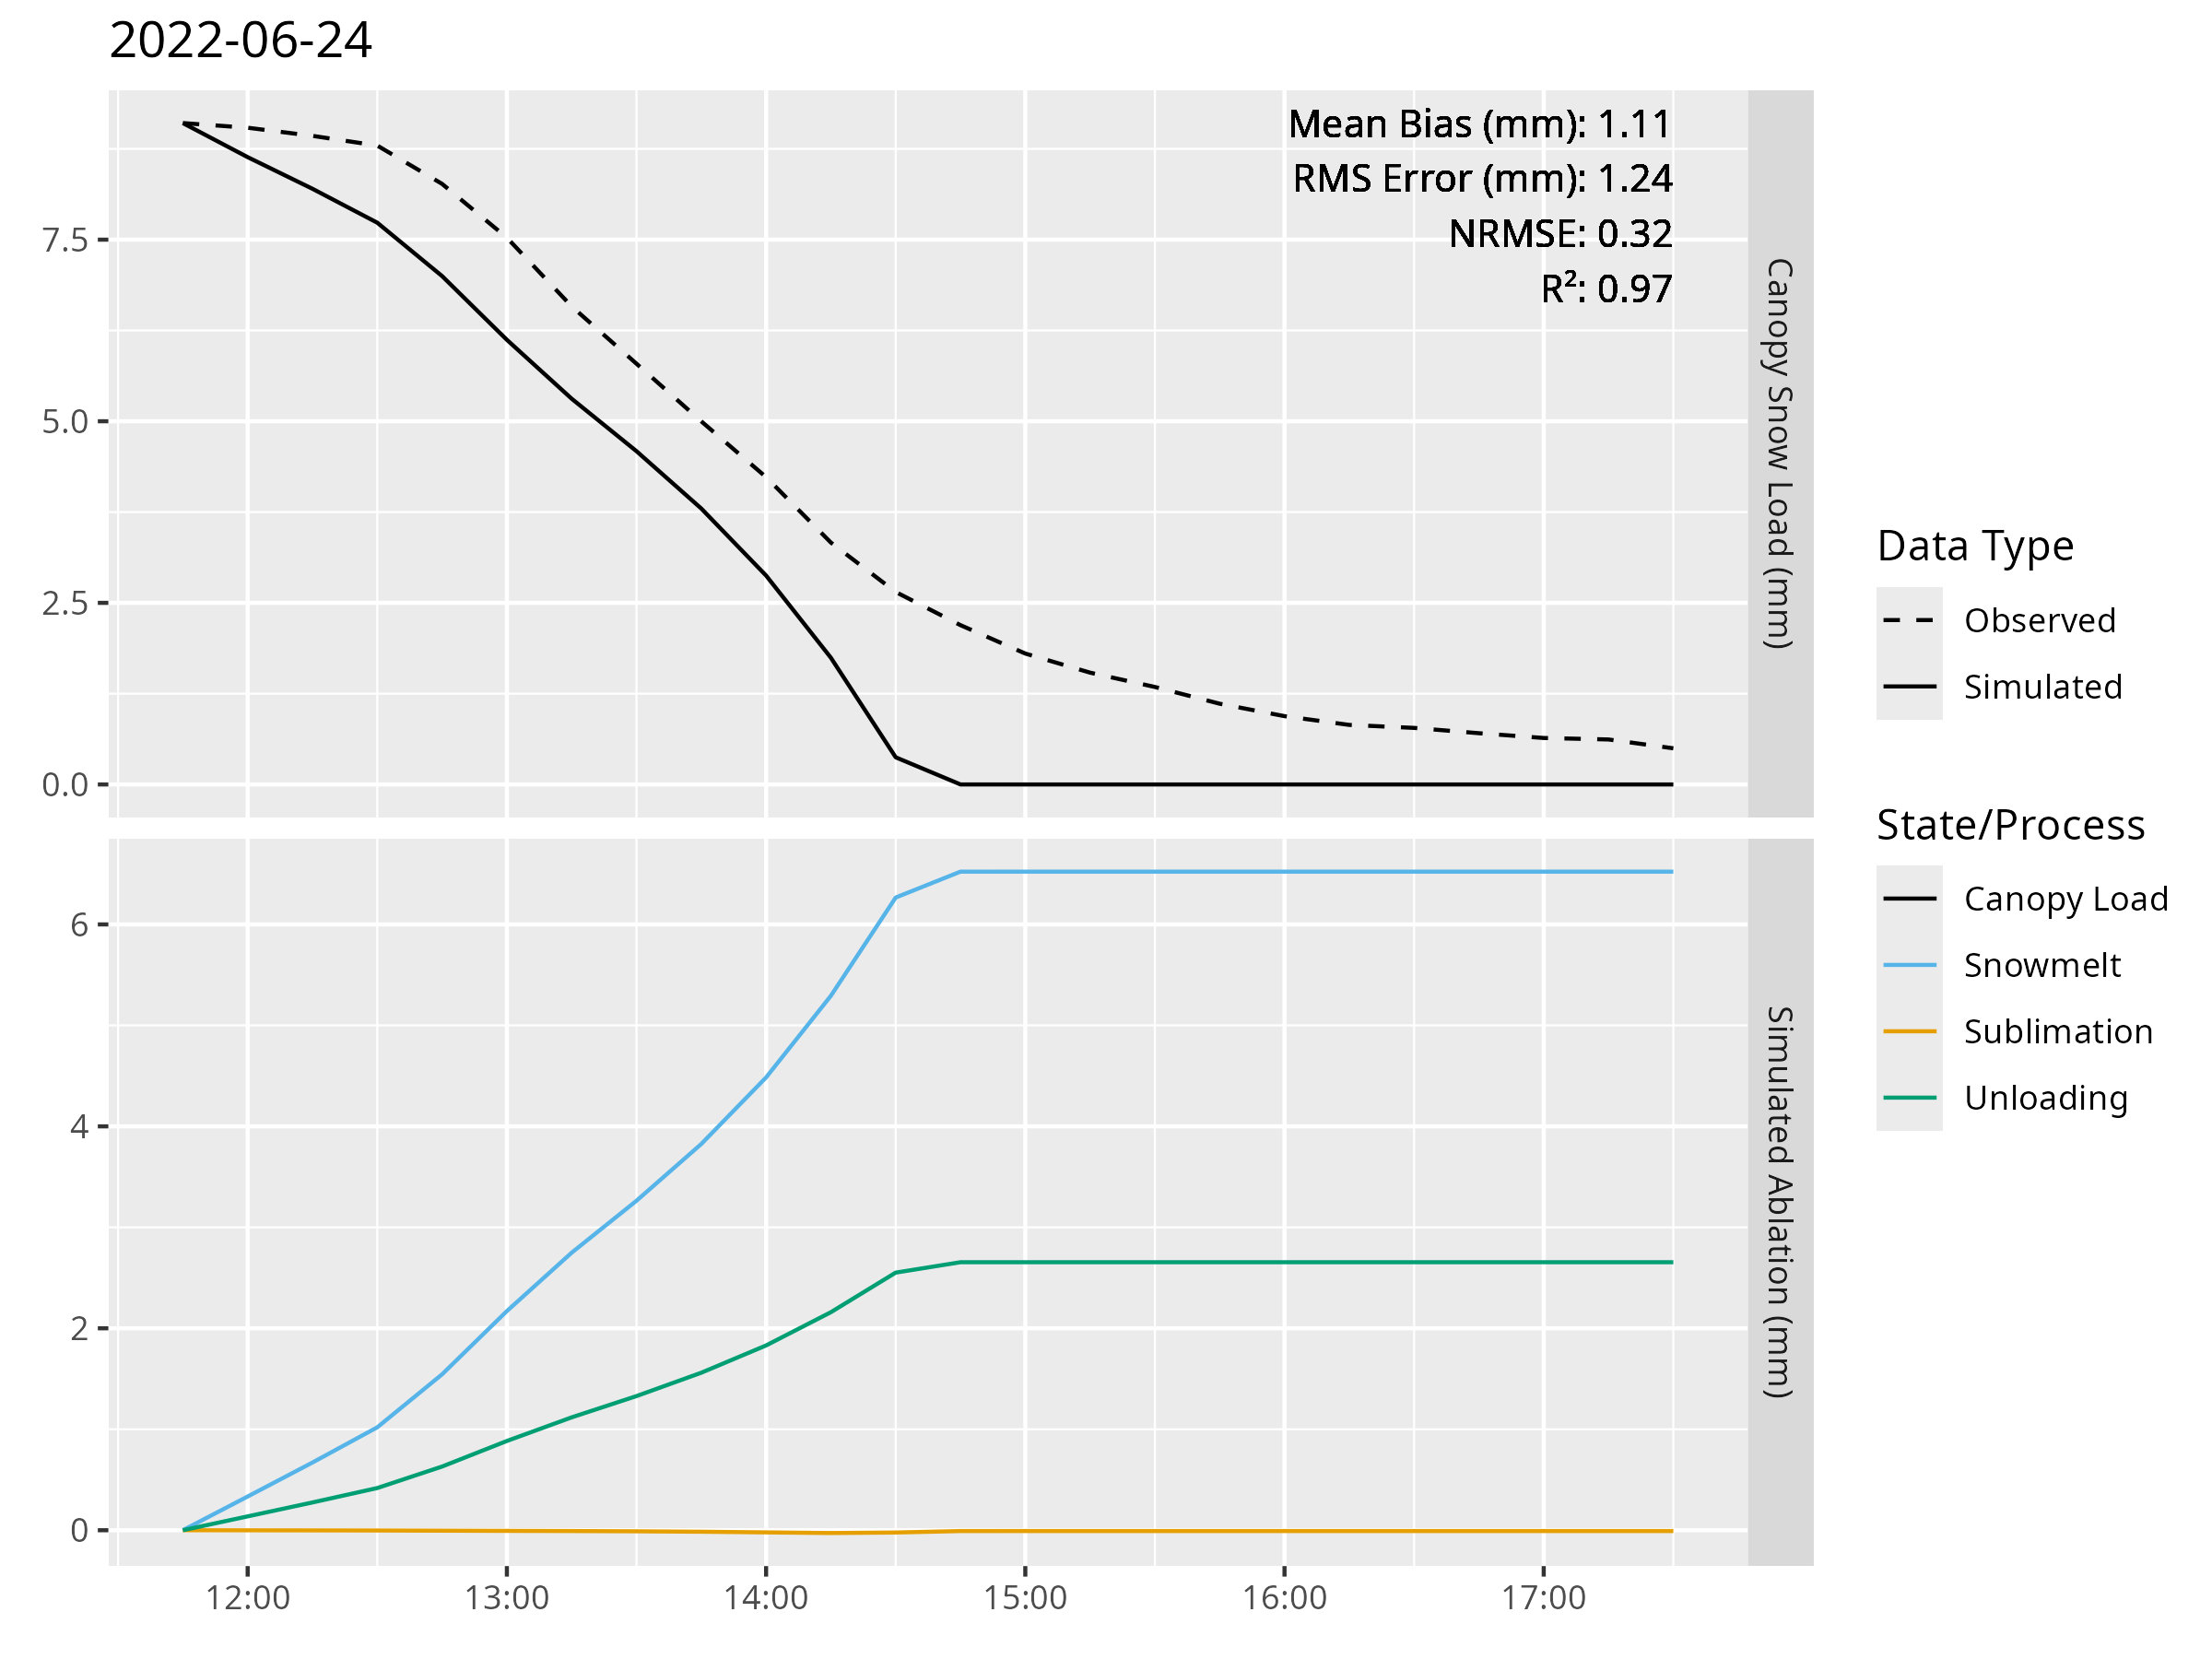 2022-06-24
Mean Bias (mm): 1.11
RMS Error (mm): 1.24
NRMSE: 0.32
R²: 0.97
7.5
5.0
2.5
0.0
Canopy Snow Load (mm)
6
4
2
0
Simulated Ablation (mm)
12:00
13:00
14:00
15:00
16:00
17:00
Data Type
Observed
Simulated
State/Process
Canopy Load
Snowmelt
Sublimation
Unloading